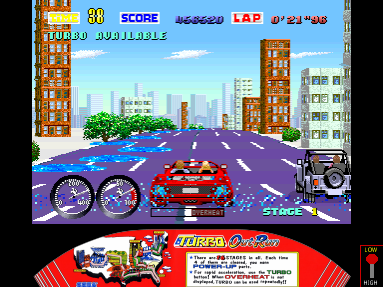 TIME 38 SCORE 468620 LAP 0'21"96
TURBO AVAILABLE
OVERHEAT
STAGE 1
TURBO OutRun
There are 16 STAGES in all. Each time
4 of them are cleared, you earn
POWER-UP parts.
For rapid acceleration, use the TURBO
button! When OVERHEAT is not
displayed, TURBO can be used repeatedly!!
LOW
HIGH